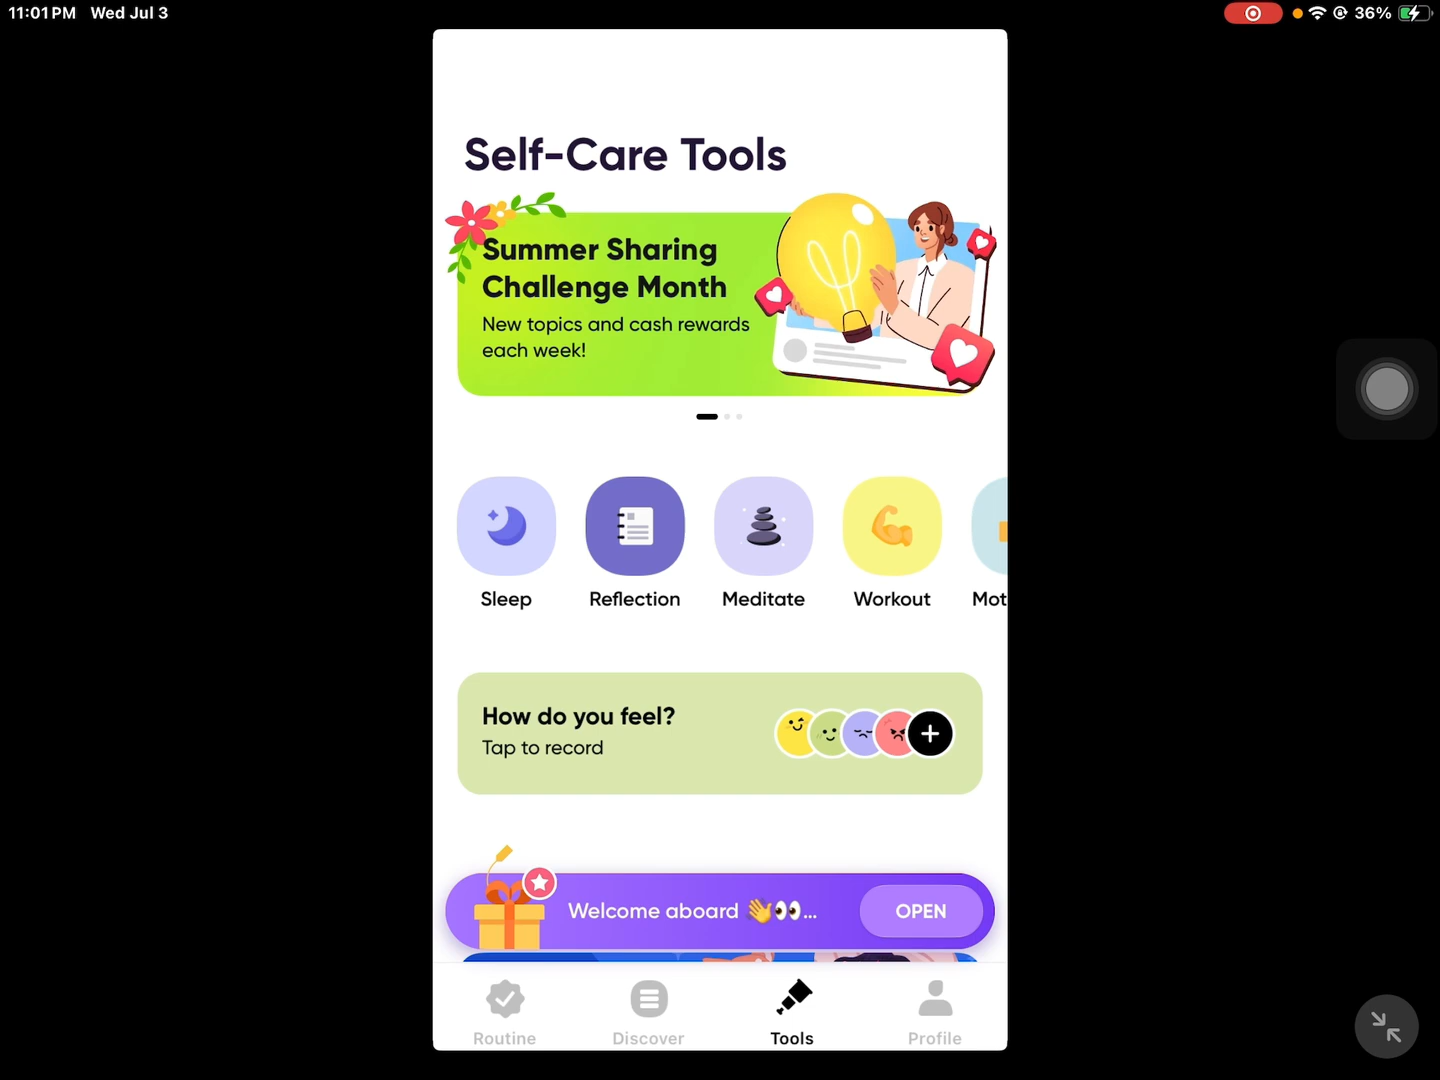 11:01 PM Wed Jul 3
36%
Self-Care Tools
Summer Sharing
Challenge Month
New topics and cash rewards
each week!
Sleep
Reflection
Meditate
Workout
Mot
How do you feel?
Tap to record
Welcome aboard 👋👀...
OPEN
Routine
Discover
Tools
Profile